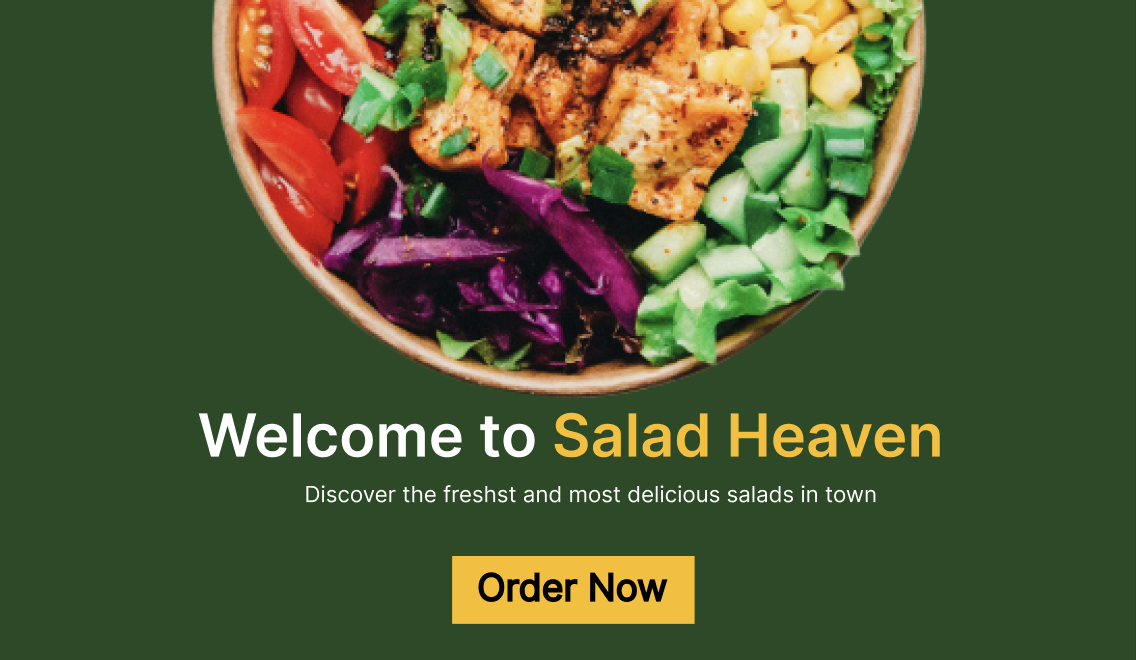 Welcome to Salad Heaven
Discover the freshst and most delicious salads in town
Order Now